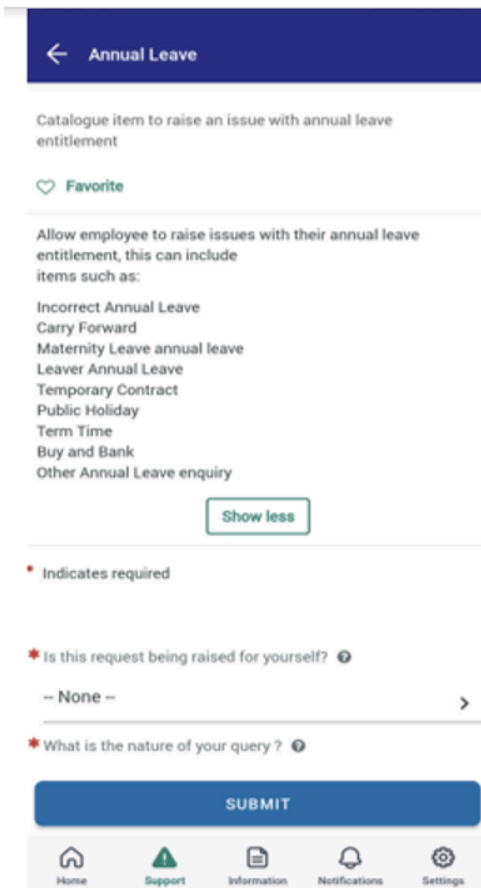 Annual Leave
Catalogue item to raise an issue with annual leave
entitlement
Favorite
Allow employee to raise issues with their annual leave
entitlement, this can include
items such as:
Incorrect Annual Leave
Carry Forward
Maternity Leave annual leave
Leaver Annual Leave
Temporary Contract
Public Holiday
Term Time
Buy and Bank
Other Annual Leave enquiry
Show less
* Indicates required
* Is this request being raised for yourself?
-- None --
* What is the nature of your query ?
SUBMIT
Home Support Information Notifications Settings